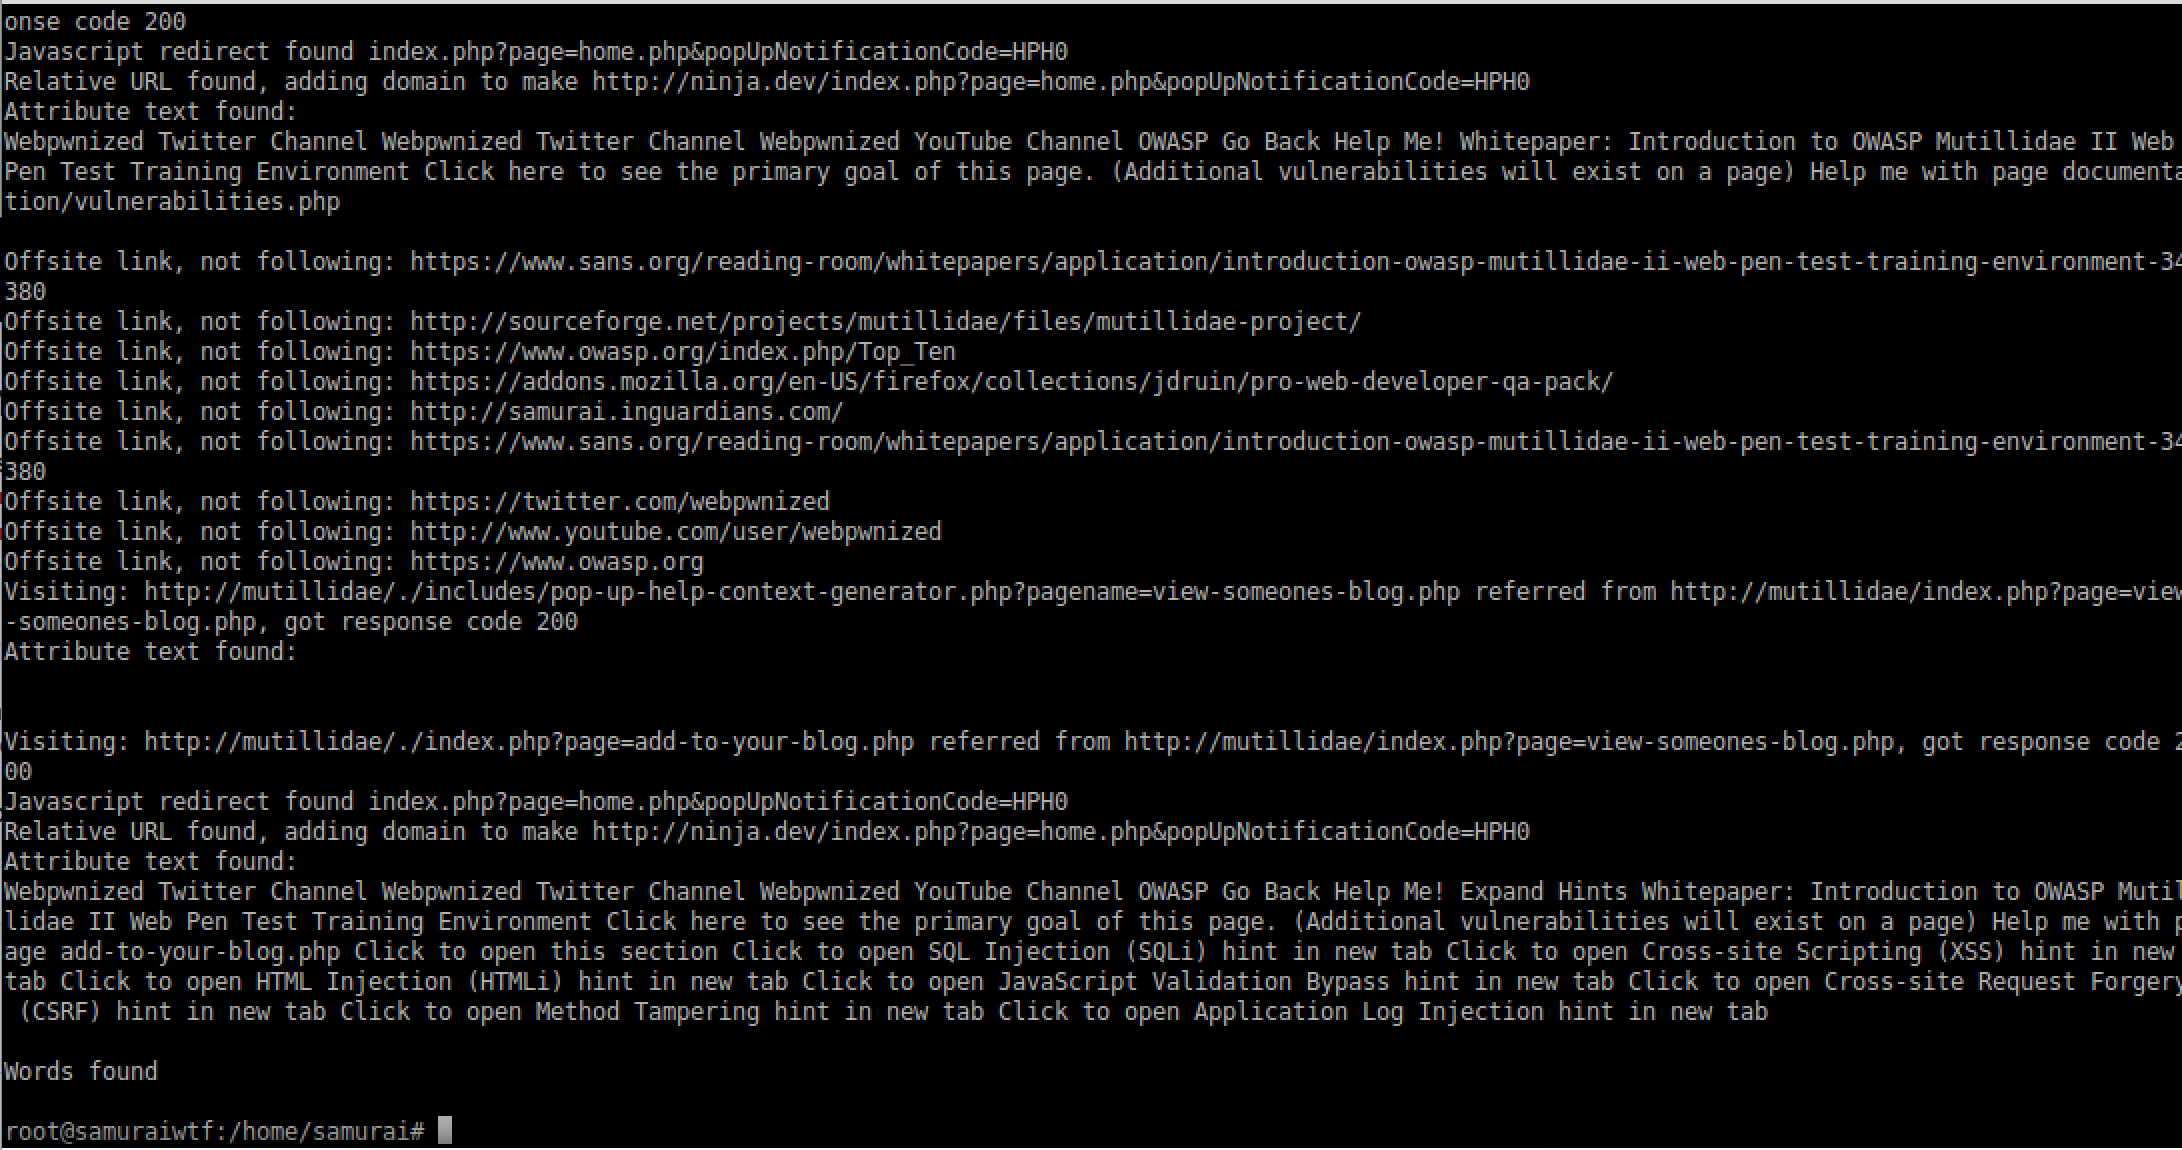 onse code 200
Javascript redirect found index.php?page=home.php&popUpNotificationCode=HPH0
Relative URL found, adding domain to make http://ninja.dev/index.php?page=home.php&popUpNotificationCode=HPH0
Attribute text found:
Webpwnized Twitter Channel Webpwnized Twitter Channel Webpwnized YouTube Channel OWASP Go Back Help Me! Whitepaper: Introduction to OWASP Mutillidae II Web
Pen Test Training Environment Click here to see the primary goal of this page. (Additional vulnerabilities will exist on a page) Help me with page documenta
tion/vulnerabilities.php
Offsite link, not following: https://www.sans.org/reading-room/whitepapers/application/introduction-owasp-mutillidae-ii-web-pen-test-training-environment-34
380
Offsite link, not following: http://sourceforge.net/projects/mutillidae/files/mutillidae-project/
Offsite link, not following: https://www.owasp.org/index.php/Top_Ten
Offsite link, not following: https://addons.mozilla.org/en-US/firefox/collections/jdruin/pro-web-developer-qa-pack/
Offsite link, not following: http://samurai.inguardians.com/
Offsite link, not following: https://www.sans.org/reading-room/whitepapers/application/introduction-owasp-mutillidae-ii-web-pen-test-training-environment-34
380
Offsite link, not following: https://twitter.com/webpwnized
Offsite link, not following: http://www.youtube.com/user/webpwnized
Offsite link, not following: https://www.owasp.org
Visiting: http://mutillidae/./includes/pop-up-help-context-generator.php?pagename=view-someones-blog.php referred from http://mutillidae/index.php?page=view
-someones-blog.php, got response code 200
Attribute text found:
Visiting: http://mutillidae/./index.php?page=add-to-your-blog.php referred from http://mutillidae/index.php?page=view-someones-blog.php, got response code 2
00
Javascript redirect found index.php?page=home.php&popUpNotificationCode=HPH0
Relative URL found, adding domain to make http://ninja.dev/index.php?page=home.php&popUpNotificationCode=HPH0
Attribute text found:
Webpwnized Twitter Channel Webpwnized Twitter Channel Webpwnized YouTube Channel OWASP Go Back Help Me! Expand Hints Whitepaper: Introduction to OWASP Mutil
lidae II Web Pen Test Training Environment Click here to see the primary goal of this page. (Additional vulnerabilities will exist on a page) Help me with p
age add-to-your-blog.php Click to open this section Click to open SQL Injection (SQLi) hint in new tab Click to open Cross-site Scripting (XSS) hint in new
tab Click to open HTML Injection (HTMLi) hint in new tab Click to open JavaScript Validation Bypass hint in new tab Click to open Cross-site Request Forgery
(CSRF) hint in new tab Click to open Method Tampering hint in new tab Click to open Application Log Injection hint in new tab
Words found
root@samuraiwtf:/home/samurai#